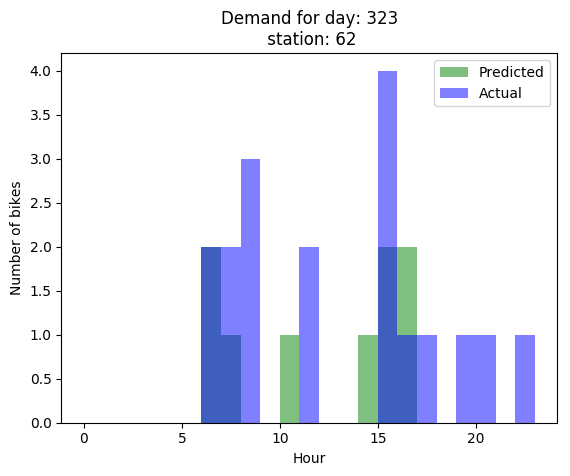 Demand for day: 323
station: 62
Predicted
Actual
4.0
3.5
3.0
2.5
2.0
1.5
1.0
0.5
0.0
Number of bikes
0 5 10 15 20
Hour